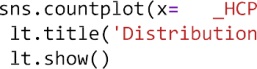 sns.countplot(x= _HCP
lt.title('Distribution
lt.show()